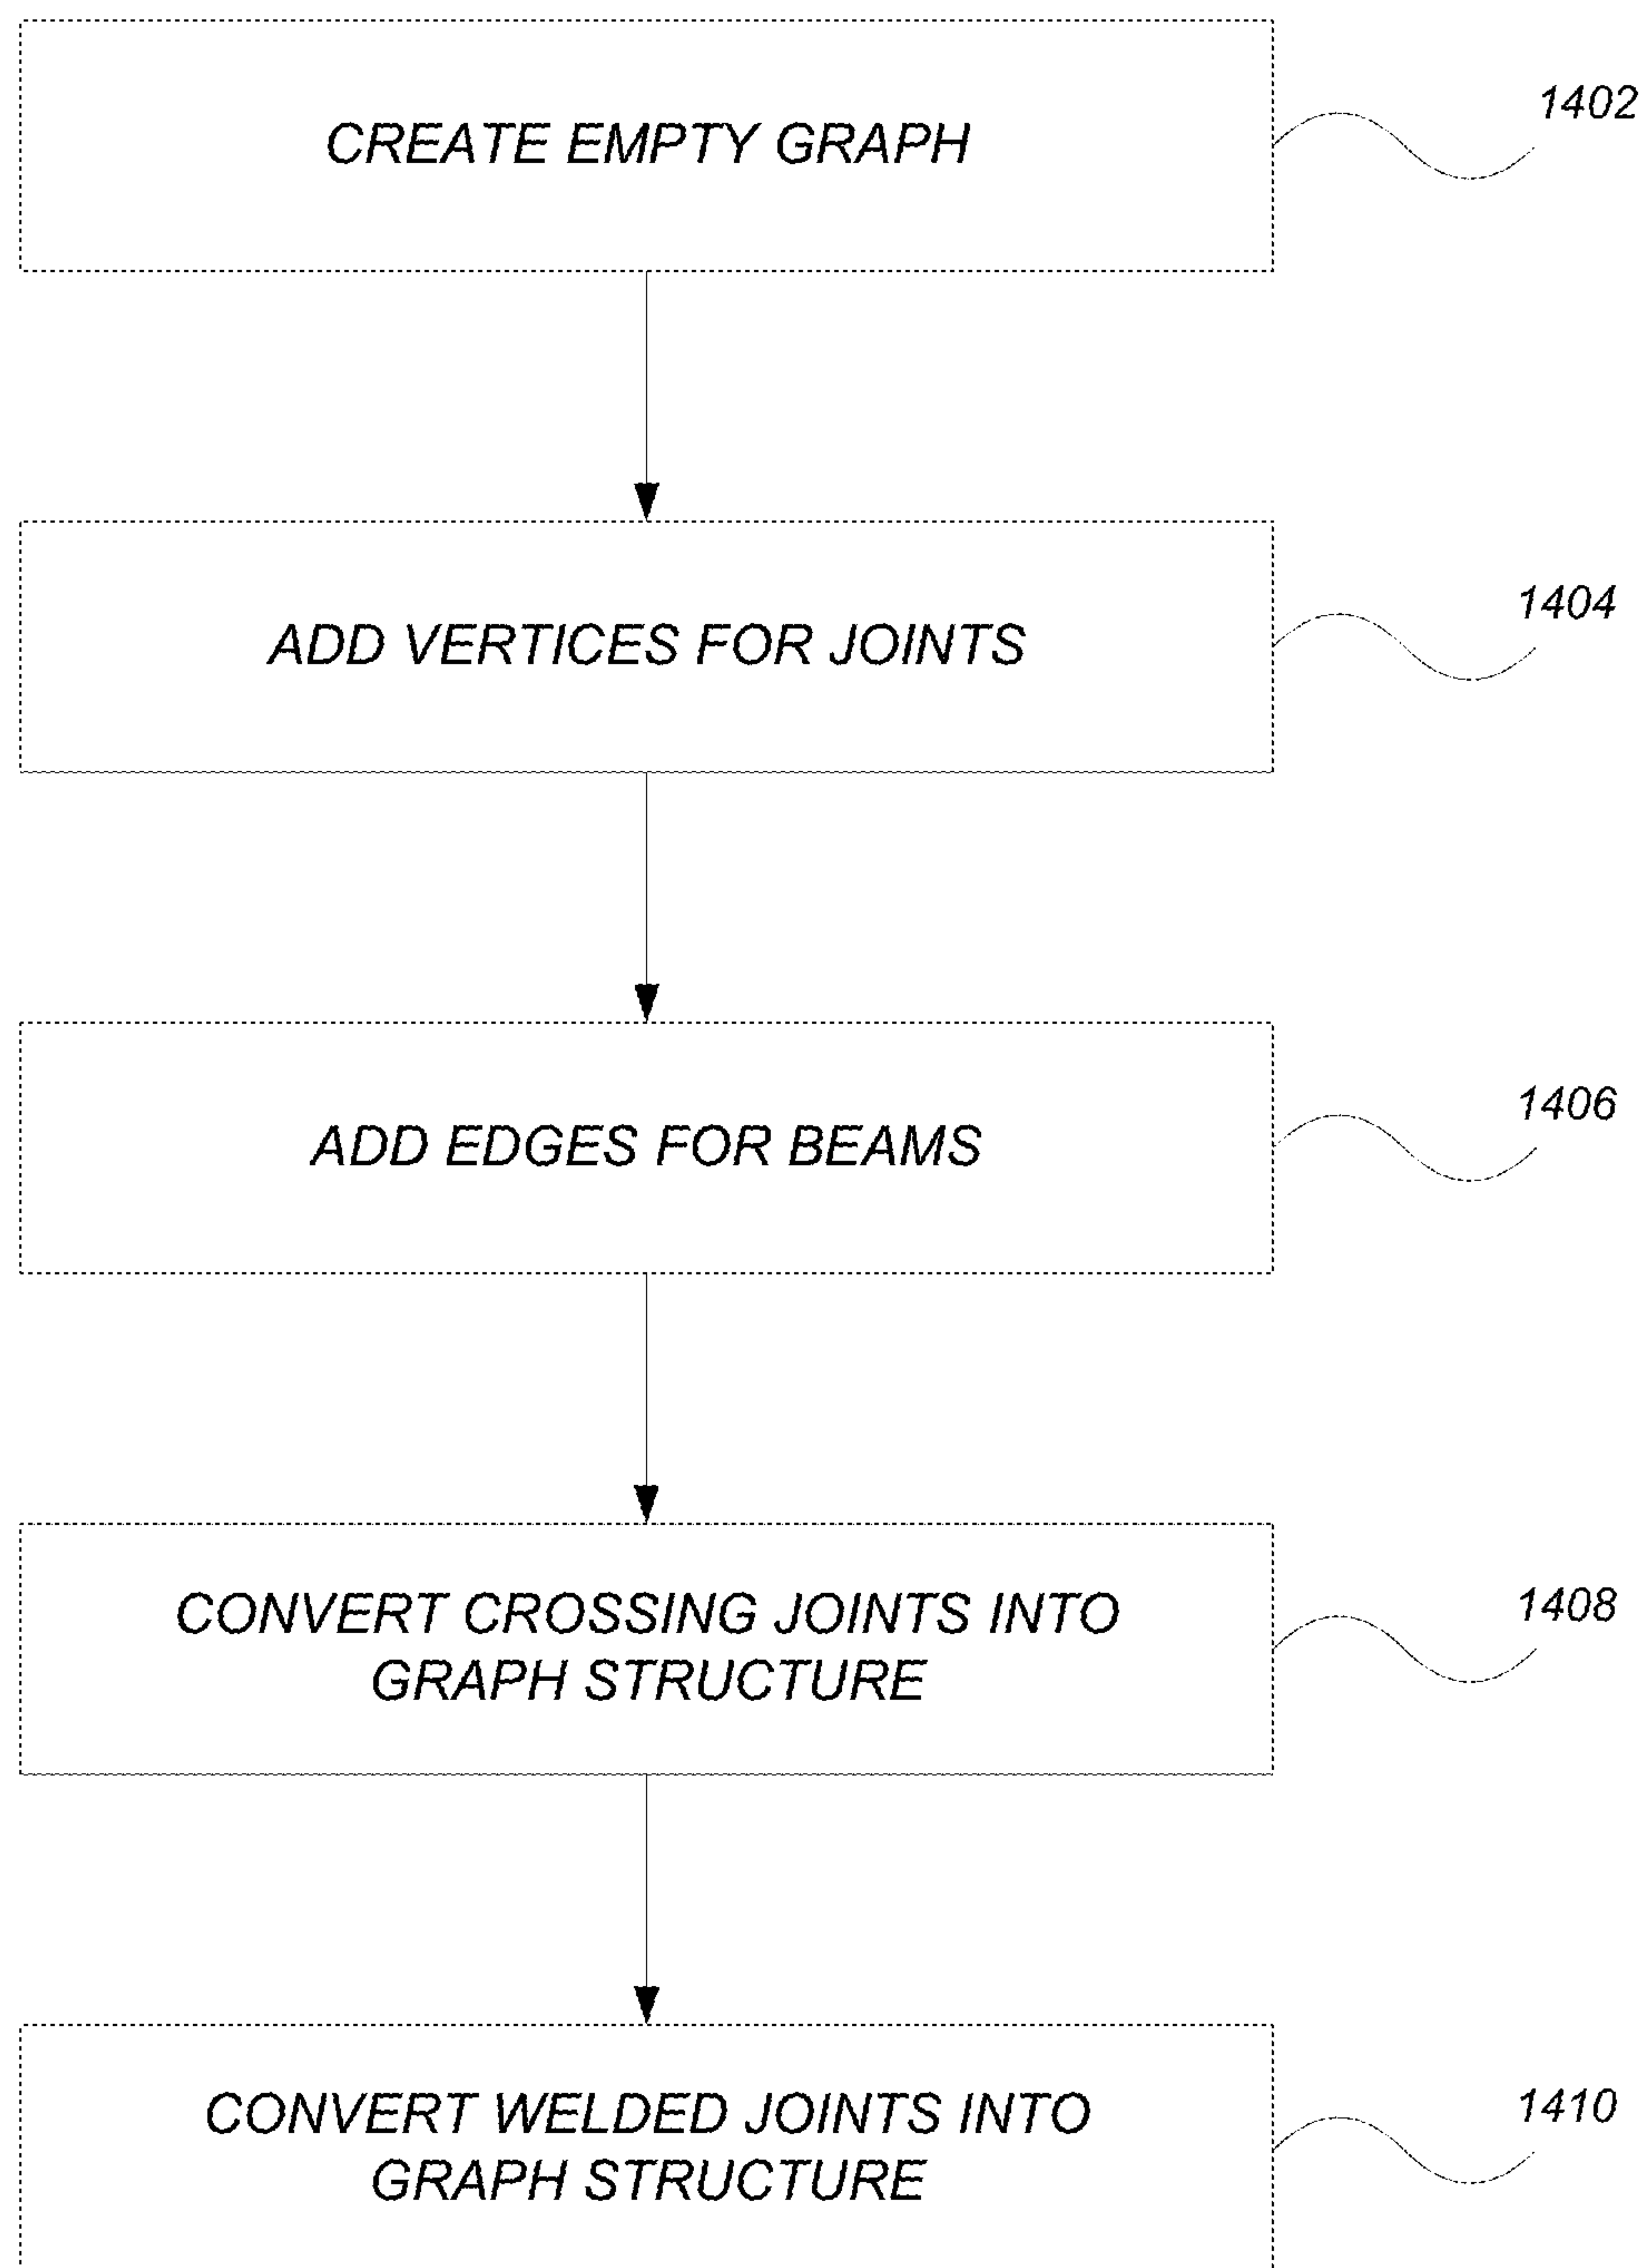 CREATE EMPTY GRAPH
1402
ADD VERTICES FOR JOINTS
1404
ADD EDGES FOR BEAMS
1406
CONVERT CROSSING JOINTS INTO
GRAPH STRUCTURE
1408
CONVERT WELDED JOINTS INTO
GRAPH STRUCTURE
1410